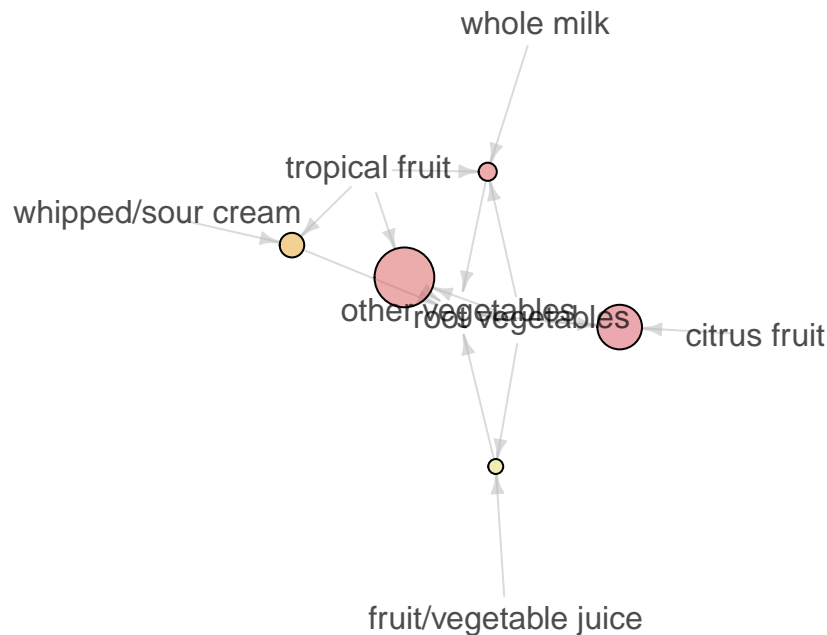 whole milk
tropical fruit
whipped/sour cream
other vegetables
root vegetables
citrus fruit
fruit/vegetable juice